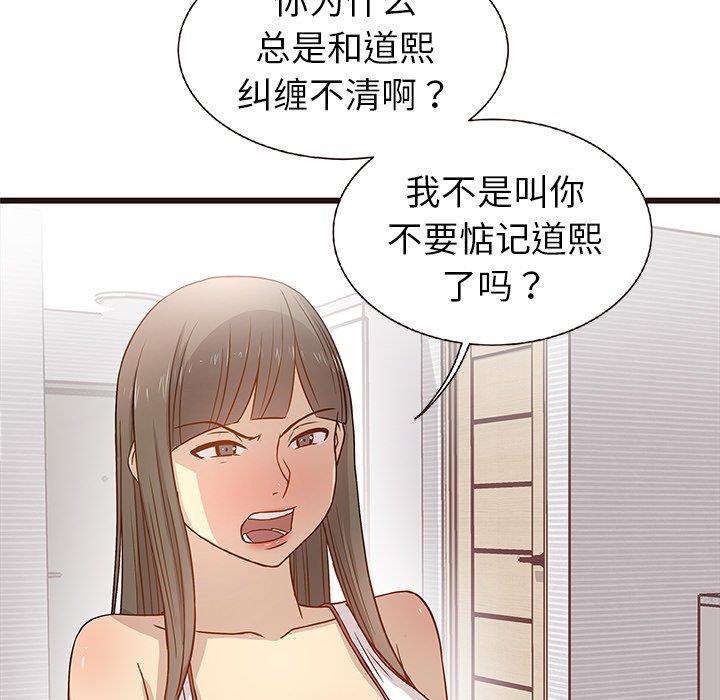 你为什么
总是和道熙
纠缠不清啊？
我不是叫你
不要惦记道熙
了吗？